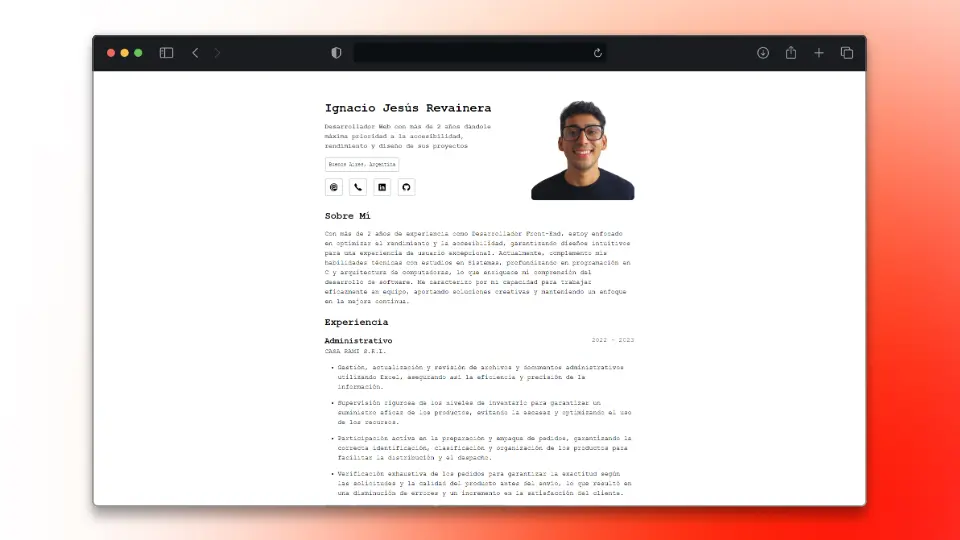 Ignacio Jesús Revainera
Desarrollador Web con más de 2 años dándole
máxima prioridad a la accesibilidad,
rendimiento y diseño de sus proyectos
Buenos Aires, Argentina
Sobre Mí
Con más de 2 años de experiencia como Desarrollador Front-End, estoy enfocado
en optimizar el rendimiento y la accesibilidad, garantizando diseños intuitivos
para una experiencia de usuario excepcional. Actualmente, complemento mis
habilidades técnicas con estudios en Sistemas, profundizando en programación en
C y arquitectura de computadoras, lo que enriquece mi comprensión del
desarrollo de software. Me caracterizo por mi capacidad para trabajar
eficazmente en equipo, aportando soluciones creativas y manteniendo un enfoque
en la mejora continua.
Experiencia
Administrativo 2022 - 2023
CASA RAMI S.R.L.
• Gestión, actualización y revisión de archivos y documentos administrativos
utilizando Excel, asegurando así la eficiencia y precisión de la
información.
• Supervisión rigurosa de los niveles de inventario para garantizar un
suministro eficaz de los productos, evitando la escasez y optimizando el uso
de los recursos.
• Participación activa en la preparación y empaque de pedidos, garantizando la
correcta identificación, clasificación y organización de los productos para
facilitar la distribución y el despacho.
• Verificación exhaustiva de los pedidos para garantizar la exactitud según
las solicitudes y la calidad del producto antes del envío, lo que resultó en
una disminución de errores y un incremento en la satisfacción del cliente.